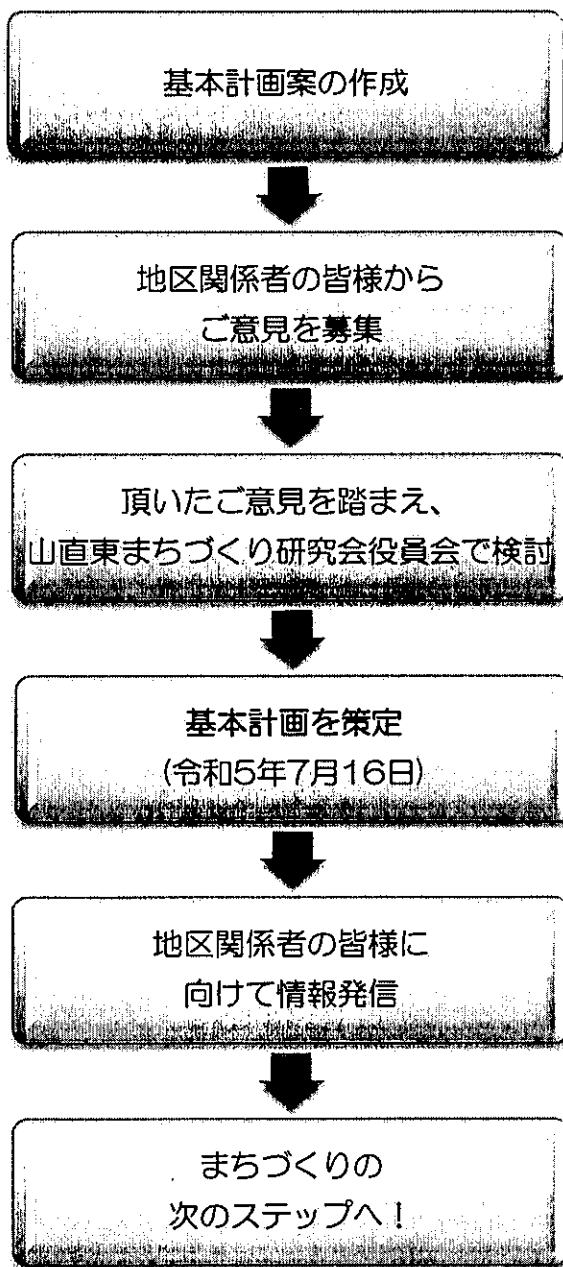 基本計画案の作成
地区関係者の皆様から
ご意見を募集
頂いたご意見を踏まえ、
山直東まちづくり研究会役員会で検討
基本計画を策定
(令和5年7月16日)
地区関係者の皆様に
向けて情報発信
まちづくりの
次のステップへ！